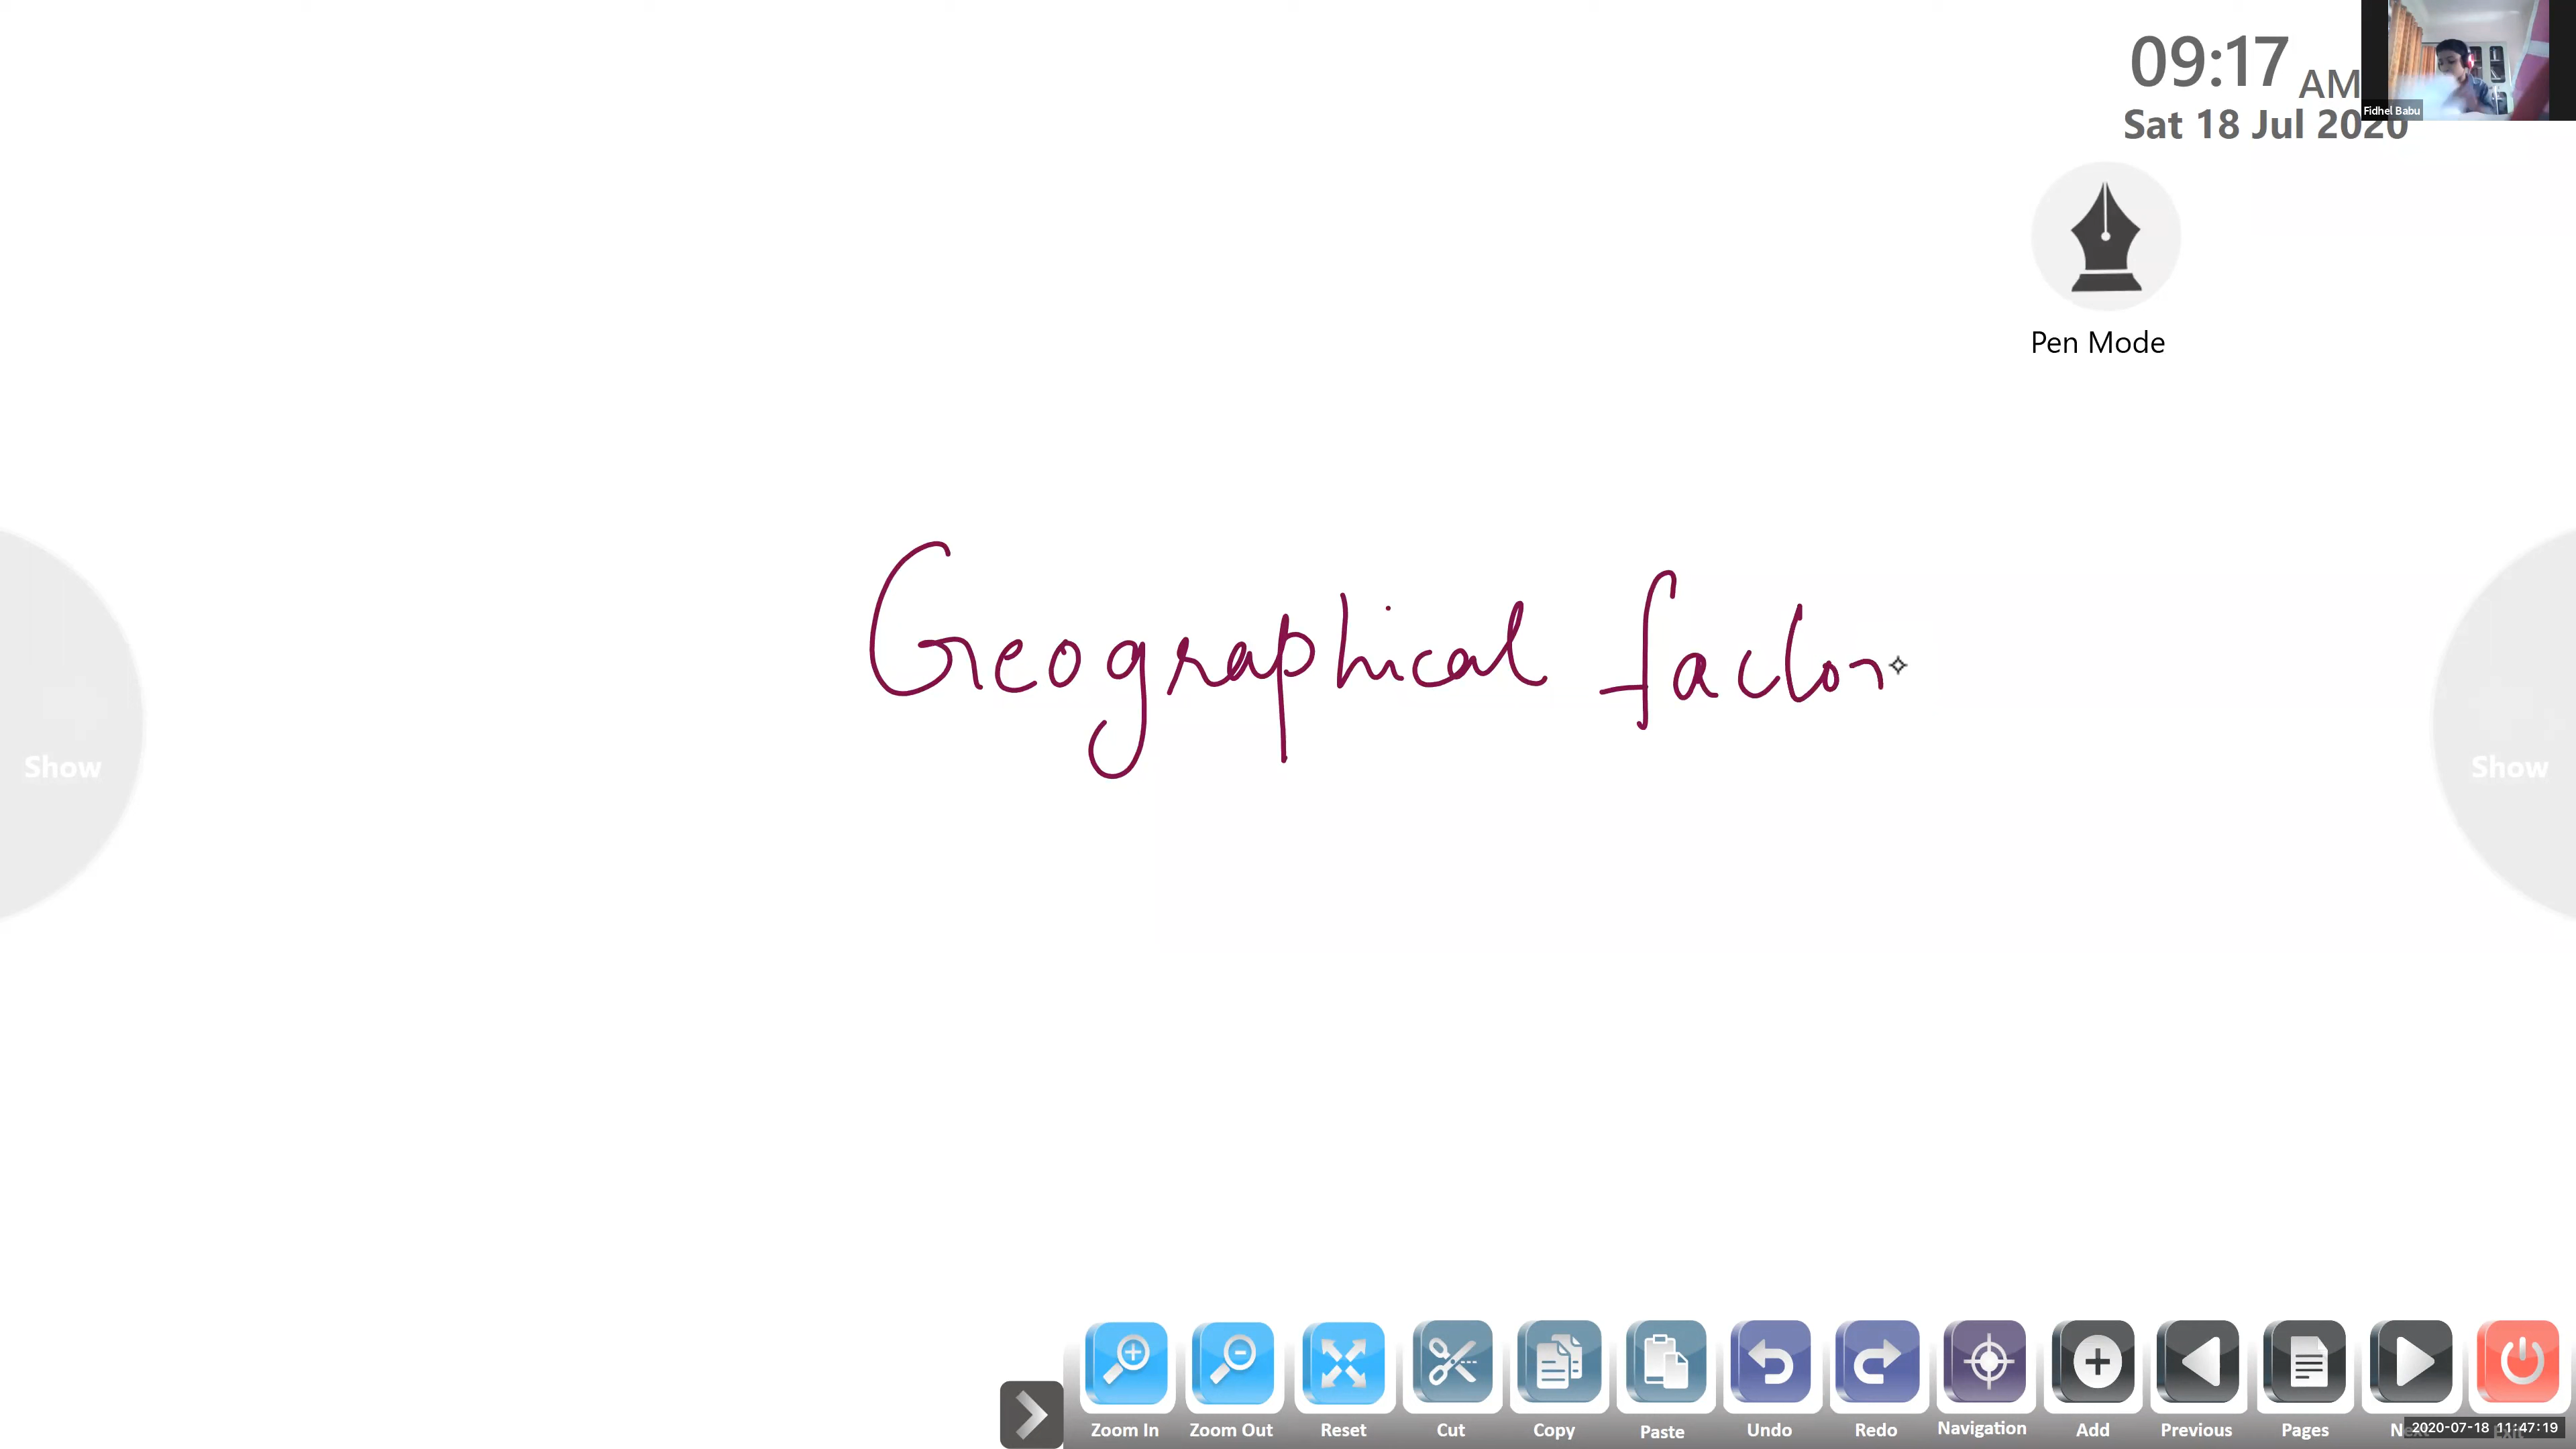 09:17 AM
Fidhel Babu
Sat 18 Jul 2020
Pen Mode
Geographical factor
Show
Show
Zoom In Zoom Out Reset Cut Copy Paste Undo Redo Navigation Add Previous Pages
2020-07-18 11:47:19